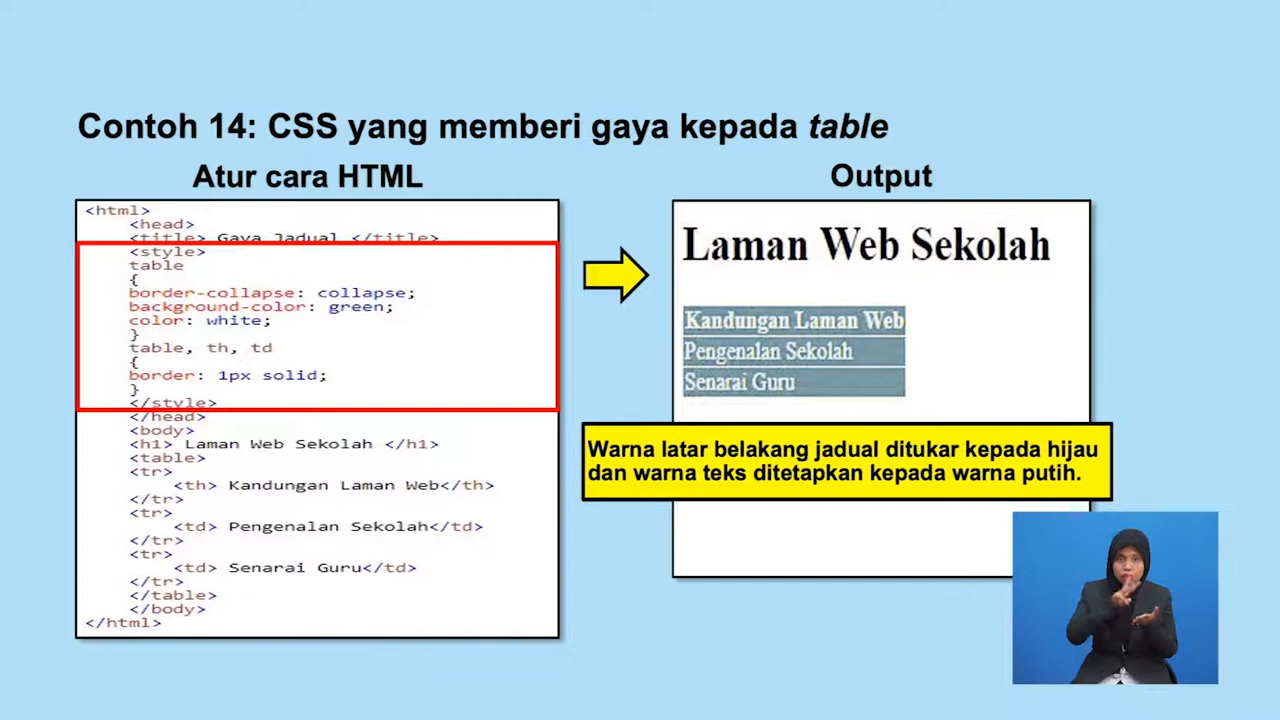 Contoh 14: CSS yang memberi gaya kepada table
Atur cara HTML
<html>
<head>
<title> Gaya Jadual </title>
<style>
table
{
border-collapse: collapse;
background-color: green;
color: white;
}
table, th, td
{
border: 1px solid;
}
</style>
</head>
<body>
<h1> Laman Web Sekolah </h1>
<table>
<tr>
<th> Kandungan Laman Web</th>
</tr>
<tr>
<td> Pengenalan Sekolah</td>
</tr>
<tr>
<td> Senarai Guru</td>
</tr>
</table>
</body>
</html>
Output
Laman Web Sekolah
Kandungan Laman Web
Pengenalan Sekolah
Senarai Guru
Warna latar belakang jadual ditukar kepada hijau
dan warna teks ditetapkan kepada warna putih.